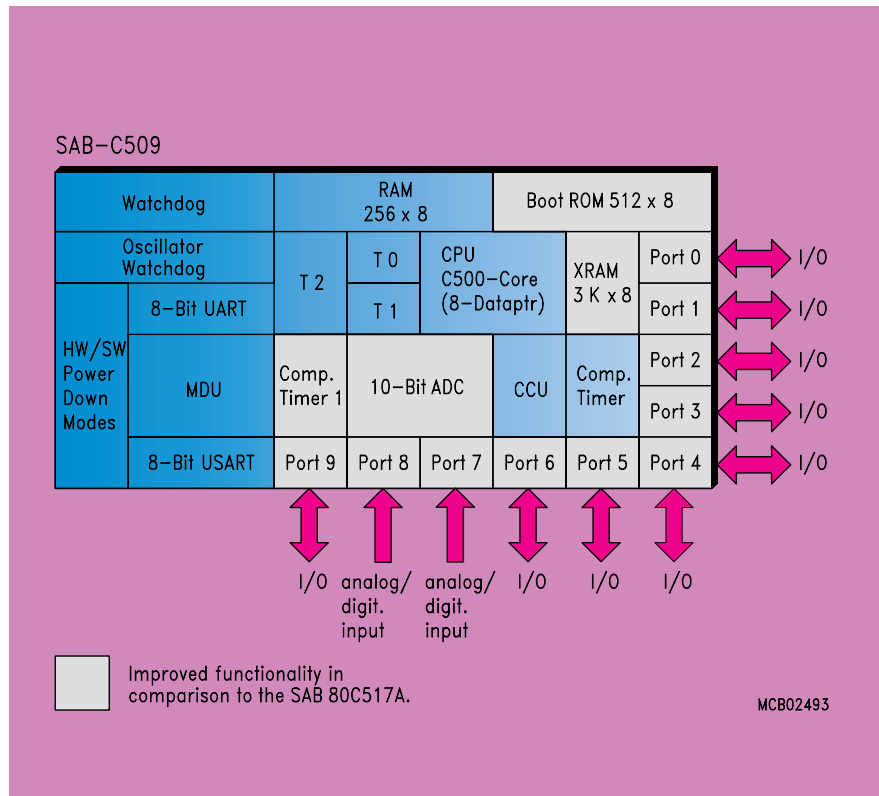 SAB-C509
Watchdog
RAM
256 x 8
Boot ROM 512 x 8
Oscillator
Watchdog
T 2
T 0
CPU
C500-Core
(8-Dataptr)
XRAM
3 K x 8
Port 0
I/O
8-Bit UART
T 1
Port 1
I/O
HW/SW
Power
Down
Modes
MDU
Comp.
Timer 1
10-Bit ADC
CCU
Comp.
Timer
Port 2
I/O
Port 3
I/O
8-Bit USART
Port 9
Port 8
Port 7
Port 6
Port 5
Port 4
I/O
I/O
analog/
digit.
input
analog/
digit.
input
I/O
I/O
I/O
Improved functionality in
comparison to the SAB 80C517A.
MCB02493